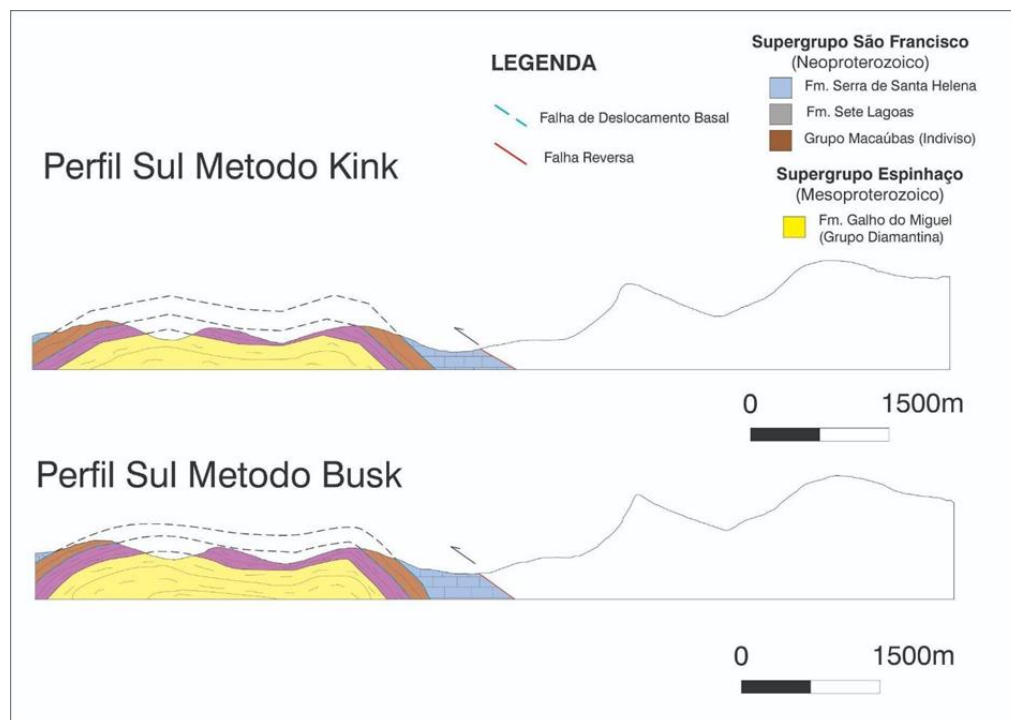 LEGENDA
Falha de Deslocamento Basal
Falha Reversa
Supergrupo São Francisco
(Neoproterozoico)
Fm. Serra de Santa Helena
Fm. Sete Lagoas
Grupo Macaúbas (Indiviso)
Supergrupo Espinhaço
(Mesoproterozoico)
Fm. Galho do Miguel
(Grupo Diamantina)
Perfil Sul Metodo Kink
0 1500m
Perfil Sul Metodo Busk
0 1500m